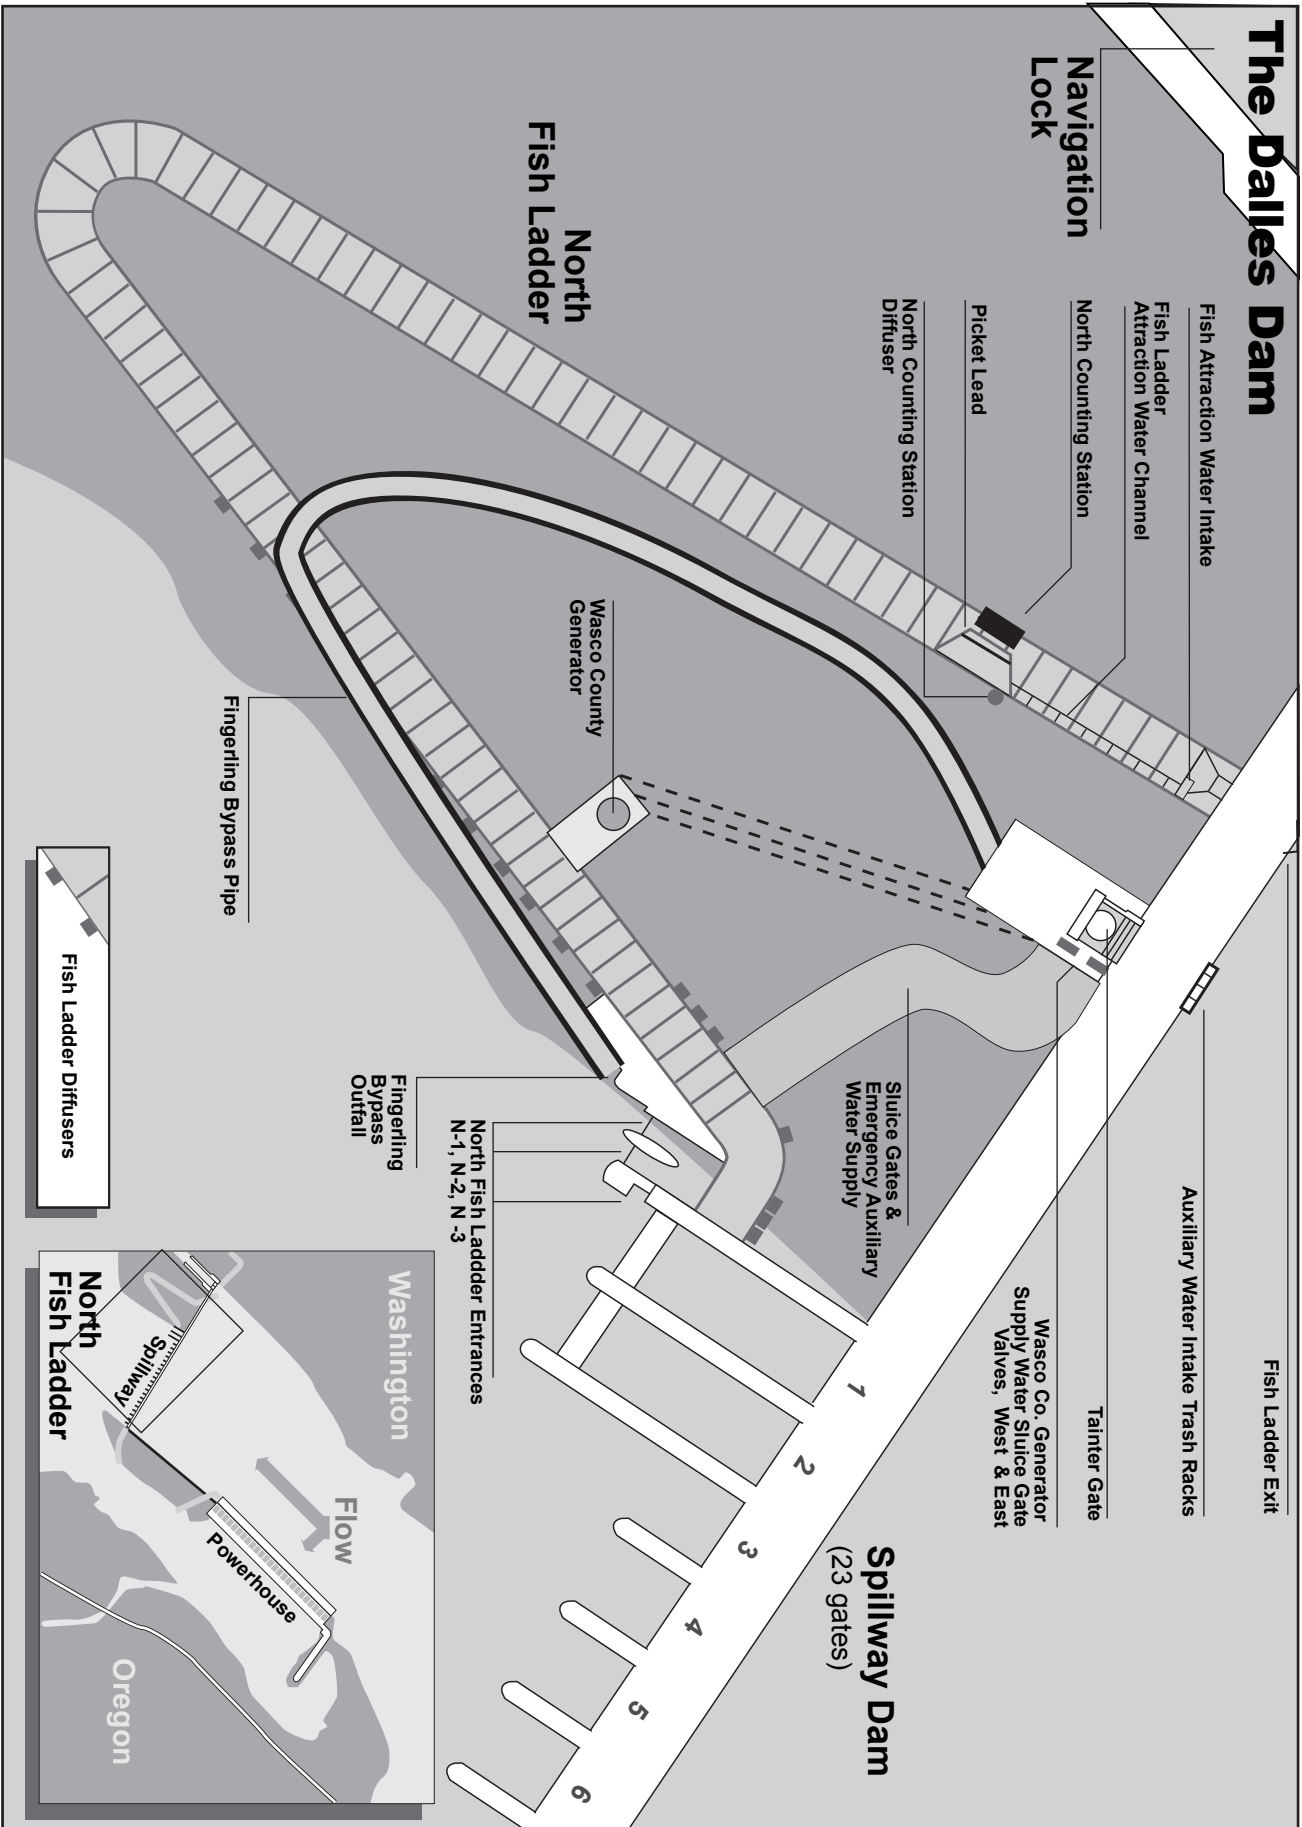 The Dalles Dam
Navigation
Lock
Fish Attraction Water Intake
Fish Ladder
Attraction Water Channel
North Counting Station
Picket Lead
North Counting Station
Diffuser
North
Fish Ladder
Wasco County
Generator
Fingerling Bypass Pipe
Fish Ladder Exit
Auxiliary Water Intake Trash Racks
Tainter Gate
Wasco Co. Generator
Supply Water Sluice Gate
Valves, West & East
Sluice Gates &
Emergency Auxiliary
Water Supply
North Fish Laddder Entrances
N-1, N-2, N -3
Fingerling
Bypass
Outfall
Spillway Dam
(23 gates)
1
2
3
4
5
6
Fish Ladder Diffusers
Washington
Flow
Spillway
Powerhouse
North
Fish Ladder
Oregon